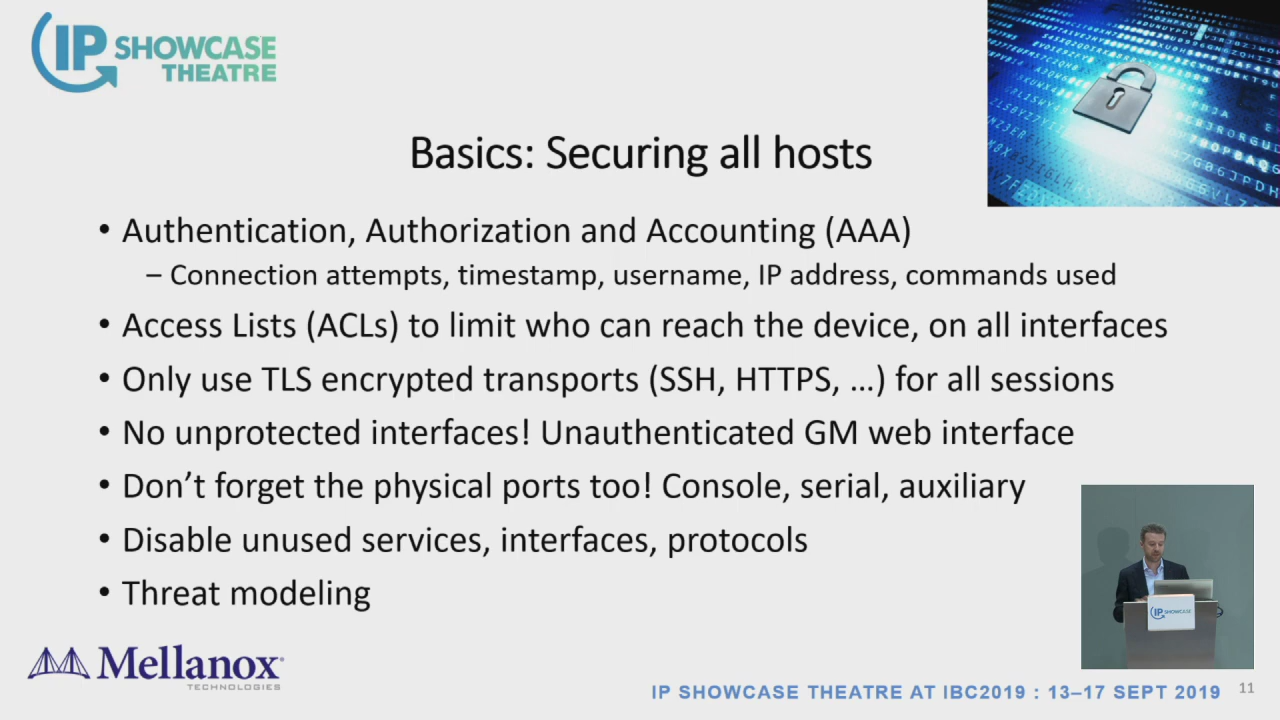 IP SHOWCASE
THEATRE
Basics: Securing all hosts
• Authentication, Authorization and Accounting (AAA)
– Connection attempts, timestamp, username, IP address, commands used
• Access Lists (ACLs) to limit who can reach the device, on all interfaces
• Only use TLS encrypted transports (SSH, HTTPS, …) for all sessions
• No unprotected interfaces! Unauthenticated GM web interface
• Don’t forget the physical ports too! Console, serial, auxiliary
• Disable unused services, interfaces, protocols
• Threat modeling
IP SHOWCASE
Mellanox
TECHNOLOGIES
IP SHOWCASE THEATRE AT IBC2019 : 13–17 SEPT 2019
11